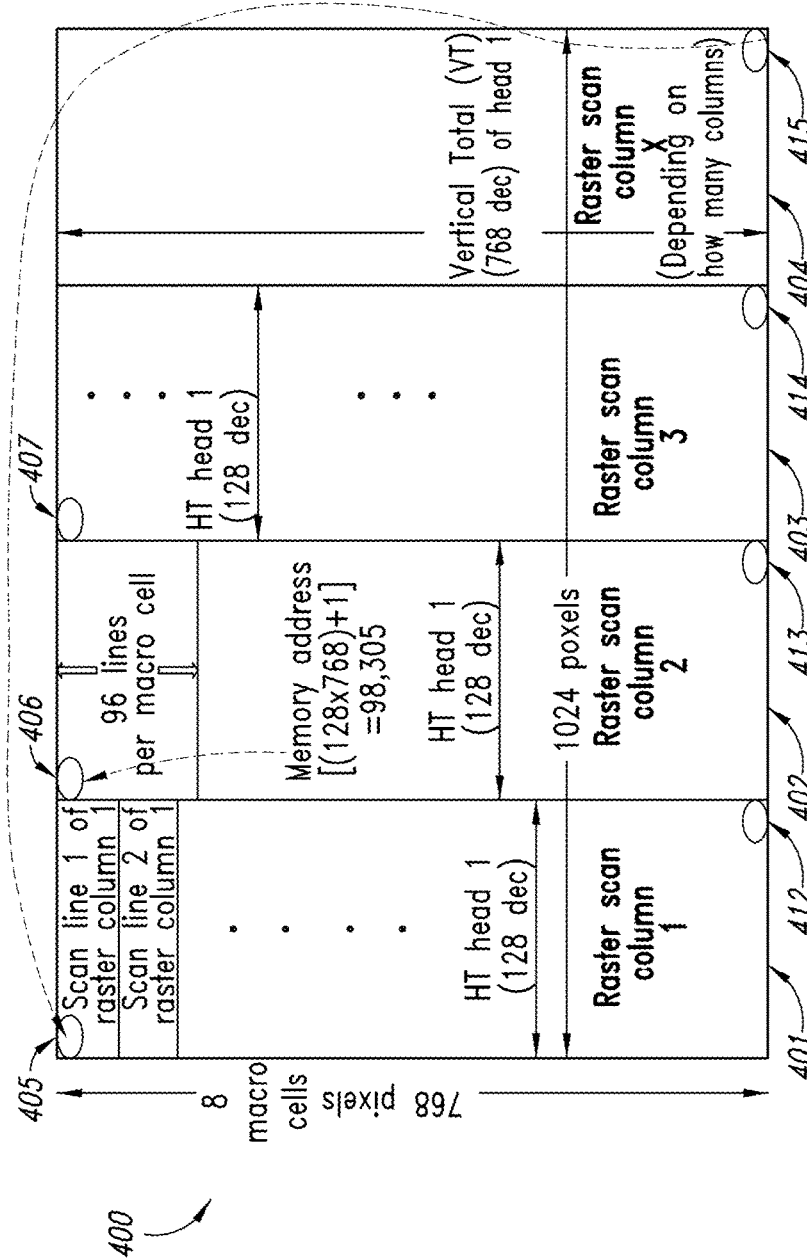 400
405
406
407
8
macro
cells
768 pixels
Scan line 1 of
raster column 1
Scan line 2 of
raster column 1
HT head 1
(128 dec)
Raster scan
column
1
96 lines
per macro cell
Memory address
[(128x768)+1]
=98,305
HT head 1
(128 dec)
1024 poxels
Raster scan
column
2
HT head 1
(128 dec)
Raster scan
column
3
Vertical Total (VT)
(768 dec) of head 1
Raster scan
column
X
(Depending on
how many columns)
401
412
402
413
403
414
404
415